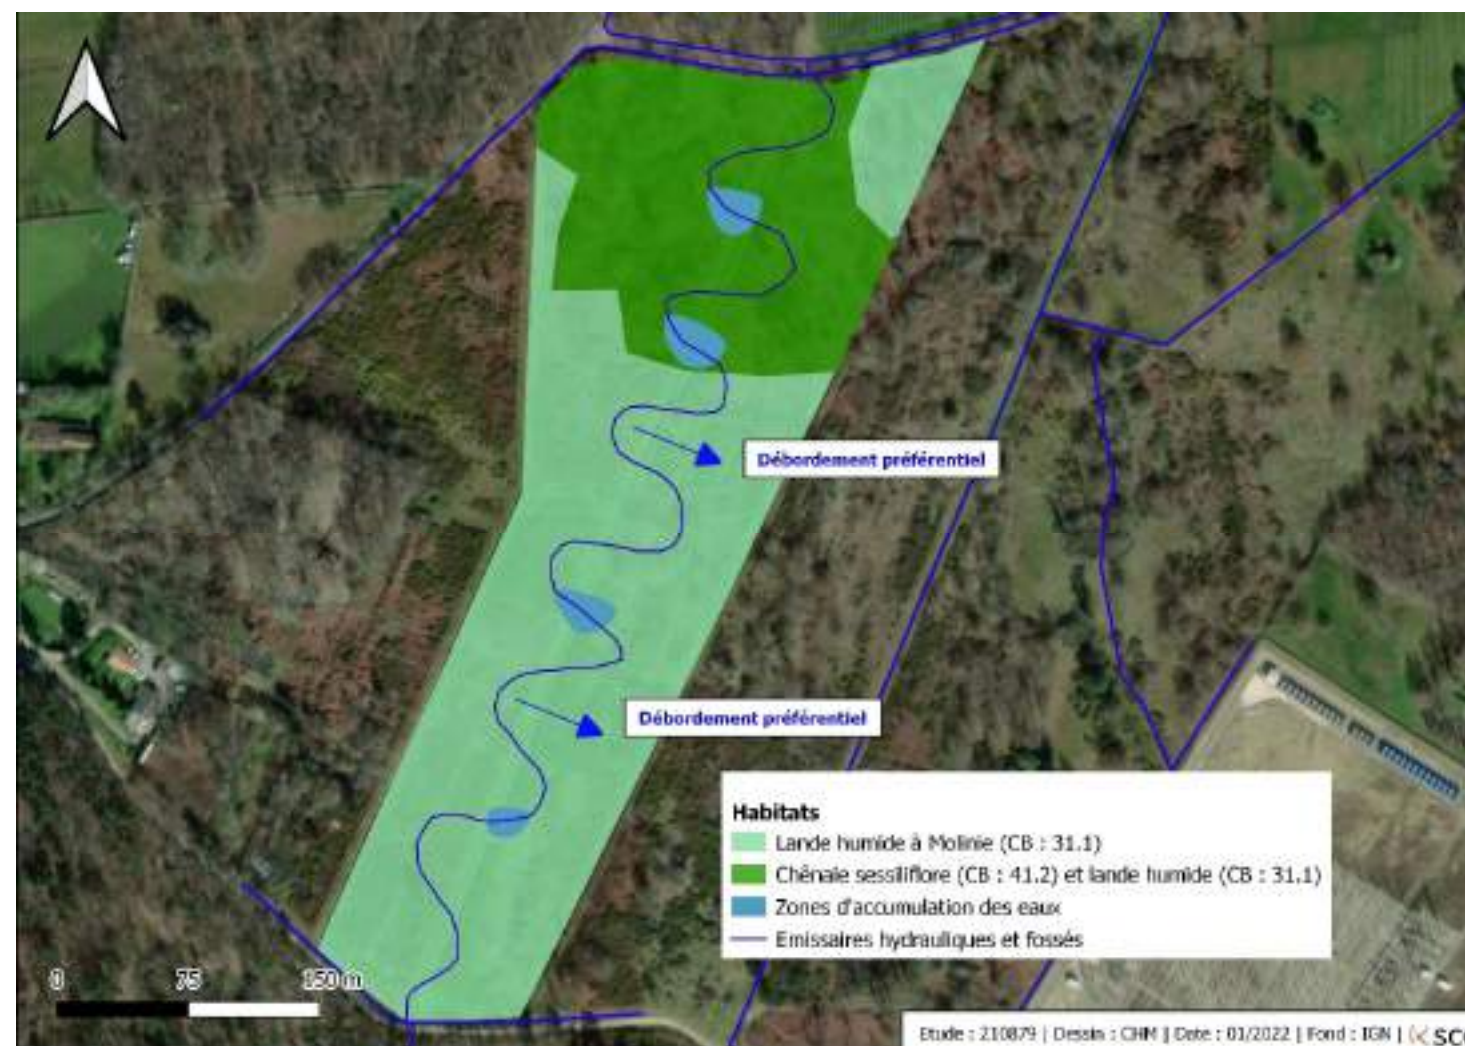 Débordement préférentiel
Débordement préférentiel
Habitats
Lande humide à Molinie (CB : 31.1)
Chênaie sessiliflore (CB : 41.2) et lande humide (CB : 31.1)
Zones d'accumulation des eaux
Emissaires hydrauliques et fossés
0 75 150 m
Etude : 210879 | Dessin : CHM | Date : 01/2022 | Fond : IGN |